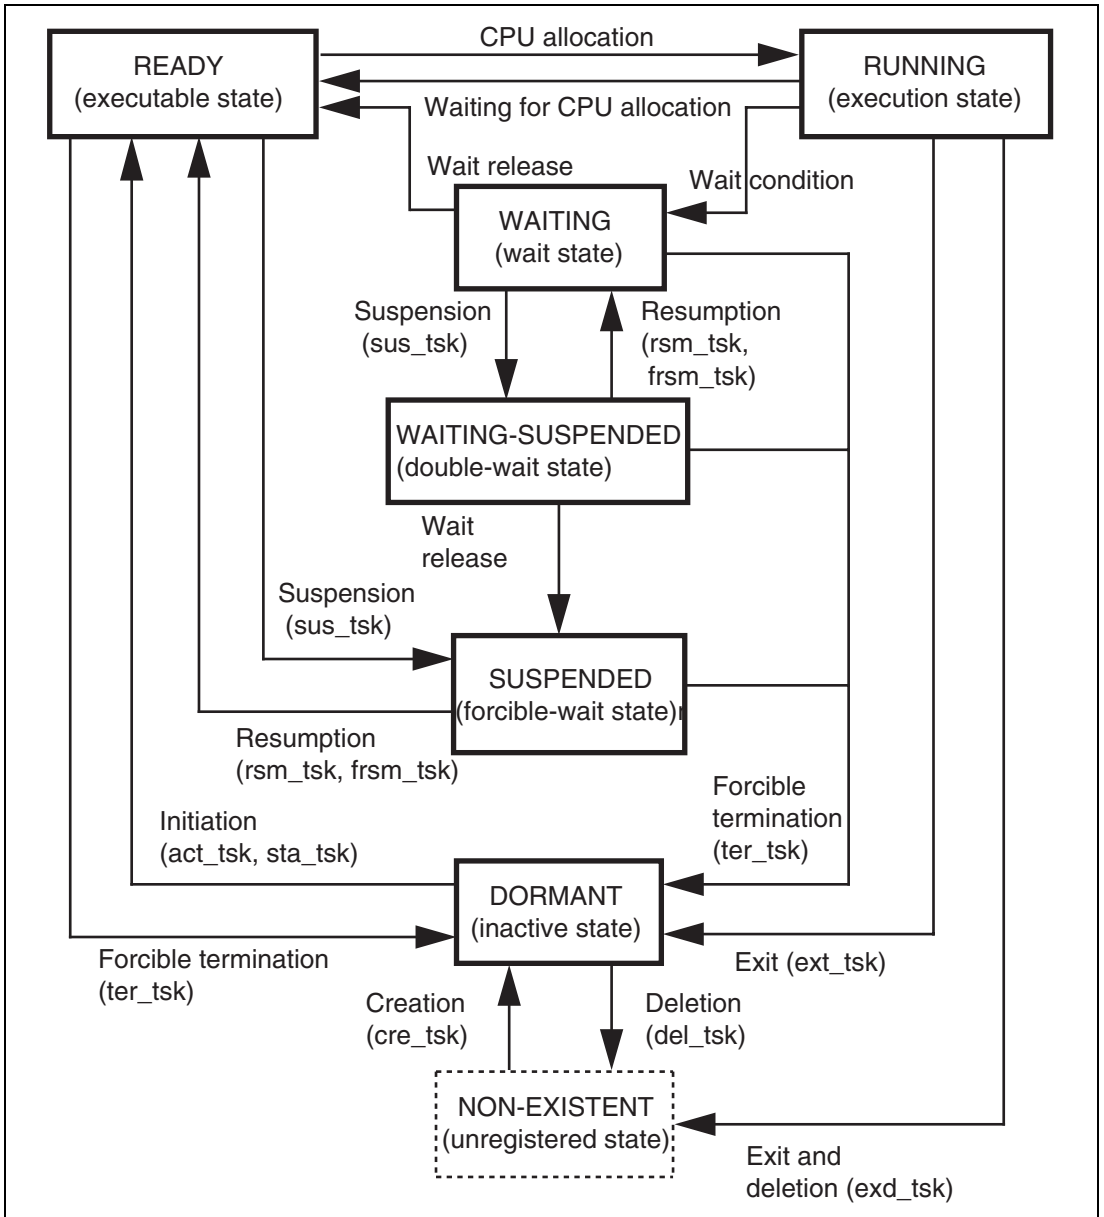 CPU allocation
READY
(executable state)
RUNNING
(execution state)
Waiting for CPU allocation
Wait release
Wait condition
WAITING
(wait state)
Suspension
(sus_tsk)
Resumption
(rsm_tsk,
frsm_tsk)
WAITING-SUSPENDED
(double-wait state)
Wait
release
Suspension
(sus_tsk)
SUSPENDED
(forcible-wait state)
Resumption
(rsm_tsk, frsm_tsk)
Forcible
termination
(ter_tsk)
Initiation
(act_tsk, sta_tsk)
DORMANT
(inactive state)
Forcible termination
(ter_tsk)
Exit (ext_tsk)
Creation
(cre_tsk)
Deletion
(del_tsk)
NON-EXISTENT
(unregistered state)
Exit and
deletion (exd_tsk)